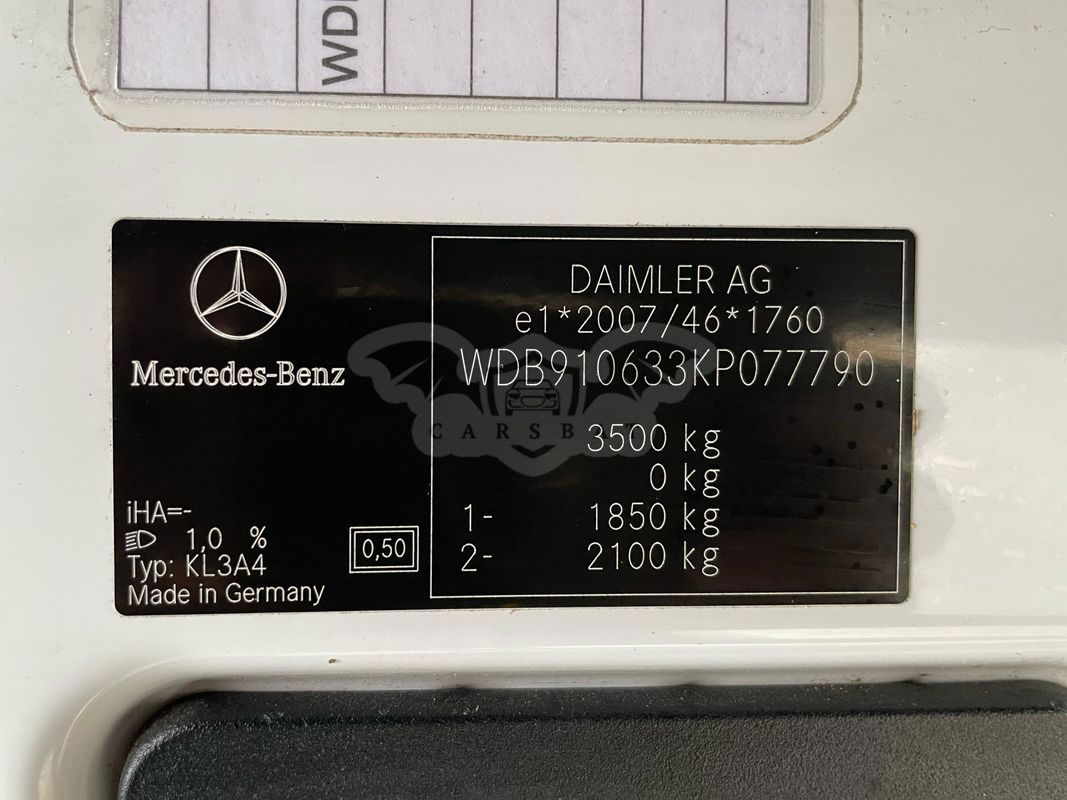 WD
DAIMLER AG
e1*2007/46*1760
Mercedes-Benz
WDB910633KP077790
CARSB
3500 kg
0 kg
1- 1850 kg
2- 2100 kg
iHA=-
1,0 %
0,50
Typ: KL3A4
Made in Germany